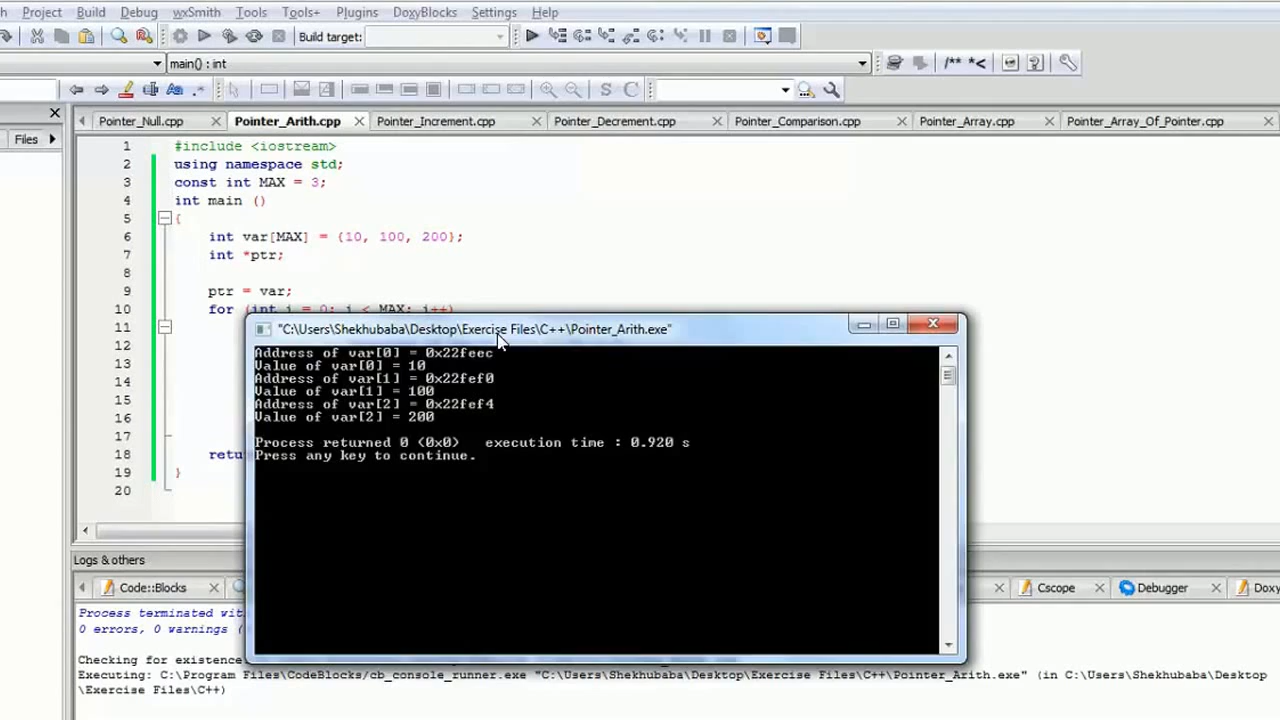 Project Build Debug wxSmith Tools Tools+ Plugins DoxyBlocks Settings Help
Build target:
main() : int /** *<
Files Pointer_Null.cpp Pointer_Arith.cpp Pointer_Increment.cpp Pointer_Decrement.cpp Pointer_Comparison.cpp Pointer_Array.cpp Pointer_Array_Of_Pointer.cpp
1 #include <iostream>
2 using namespace std;
3 const int MAX = 3;
4 int main ()
5 {
6 int var[MAX] = {10, 100, 200};
7 int *ptr;
8
9 ptr = var;
10 for (int i = 0; i < MAX; i++)
11
12
13
14
15
16
17
18 retu
19 }
20
"C:\Users\Shekhubaba\Desktop\Exercise Files\C++\Pointer_Arith.exe"
Address of var[0] = 0x22feec
Value of var[0] = 10
Address of var[1] = 0x22fef0
Value of var[1] = 100
Address of var[2] = 0x22fef4
Value of var[2] = 200
Process returned 0 (0x0) execution time : 0.920 s
Press any key to continue.
Logs & others
Code::Blocks Cscope Debugger Doxy
Process terminated wit
0 errors, 0 warnings (
Checking for existence
Executing: C:\Program Files\CodeBlocks/cb_console_runner.exe "C:\Users\Shekhubaba\Desktop\Exercise Files\C++\Pointer_Arith.exe" (in C:\Users\Shekhubaba\Desktop
\Exercise Files\C++)